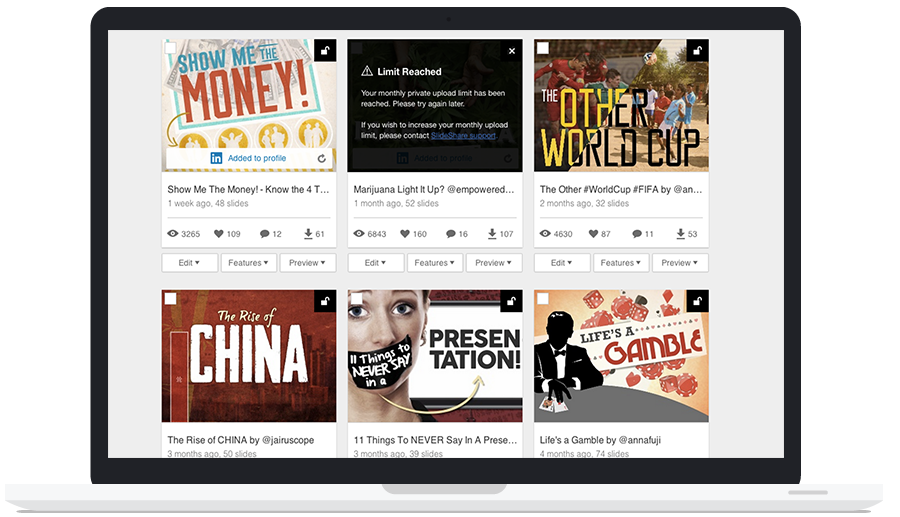 SHOW ME THE
MONEY!
in Added to profile
Show Me The Money! - Know the 4 T...
1 week ago, 48 slides
3265 109 12 61
Edit Features Preview
Limit Reached
Your monthly private upload limit has been
reached. Please try again later.
If you wish to increase your monthly upload
limit, please contact SlideShare support.
in Added to profile
Marijuana Light It Up? @empowered...
1 month ago, 52 slides
6843 160 16 107
Edit Features Preview
THE
OTHER
WORLD CUP
The Other #WorldCup #FIFA by @an...
2 months ago, 32 slides
4630 87 11 53
Edit Features Preview
The Rise of
CHINA
The Rise of CHINA by @jairuscope
3 months ago, 50 slides
11 Things to
NEVER SAY
in a
PRESEN
TATION!
11 Things To NEVER Say In A Prese...
3 months ago, 39 slides
LIFE'S A
GAMBLE
Life's a Gamble by @annafuji
4 months ago, 74 slides